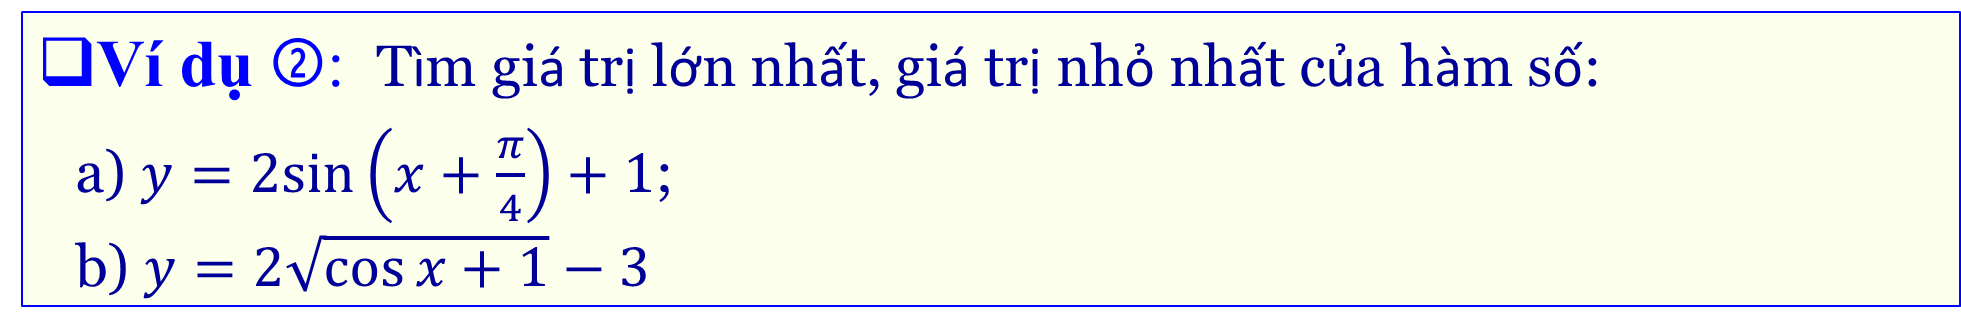 ❑Ví dụ ②: Tìm giá trị lớn nhất, giá trị nhỏ nhất của hàm số:
a) y = 2sin(x + π/4) + 1;
b) y = 2√(cos x + 1) − 3